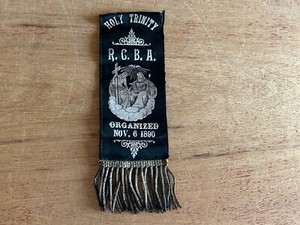 HOLY TRINITY
R. C. B. A.
ORGANIZED
NOV, 6 1890